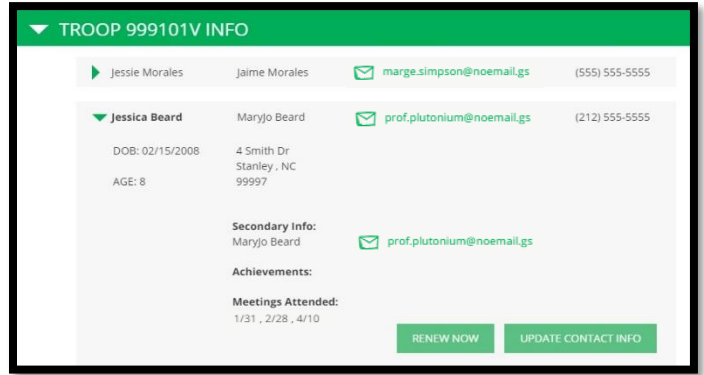 TROOP 999101V INFO
Jessie Morales Jaime Morales marge.simpson@noemail.gs (555) 555-5555
Jessica Beard MaryJo Beard prof.plutonium@noemail.gs (212) 555-5555
DOB: 02/15/2008 4 Smith Dr
Stanley , NC
AGE: 8 99997
Secondary Info:
MaryJo Beard prof.plutonium@noemail.gs
Achievements:
Meetings Attended:
1/31 , 2/28 , 4/10
RENEW NOW UPDATE CONTACT INFO